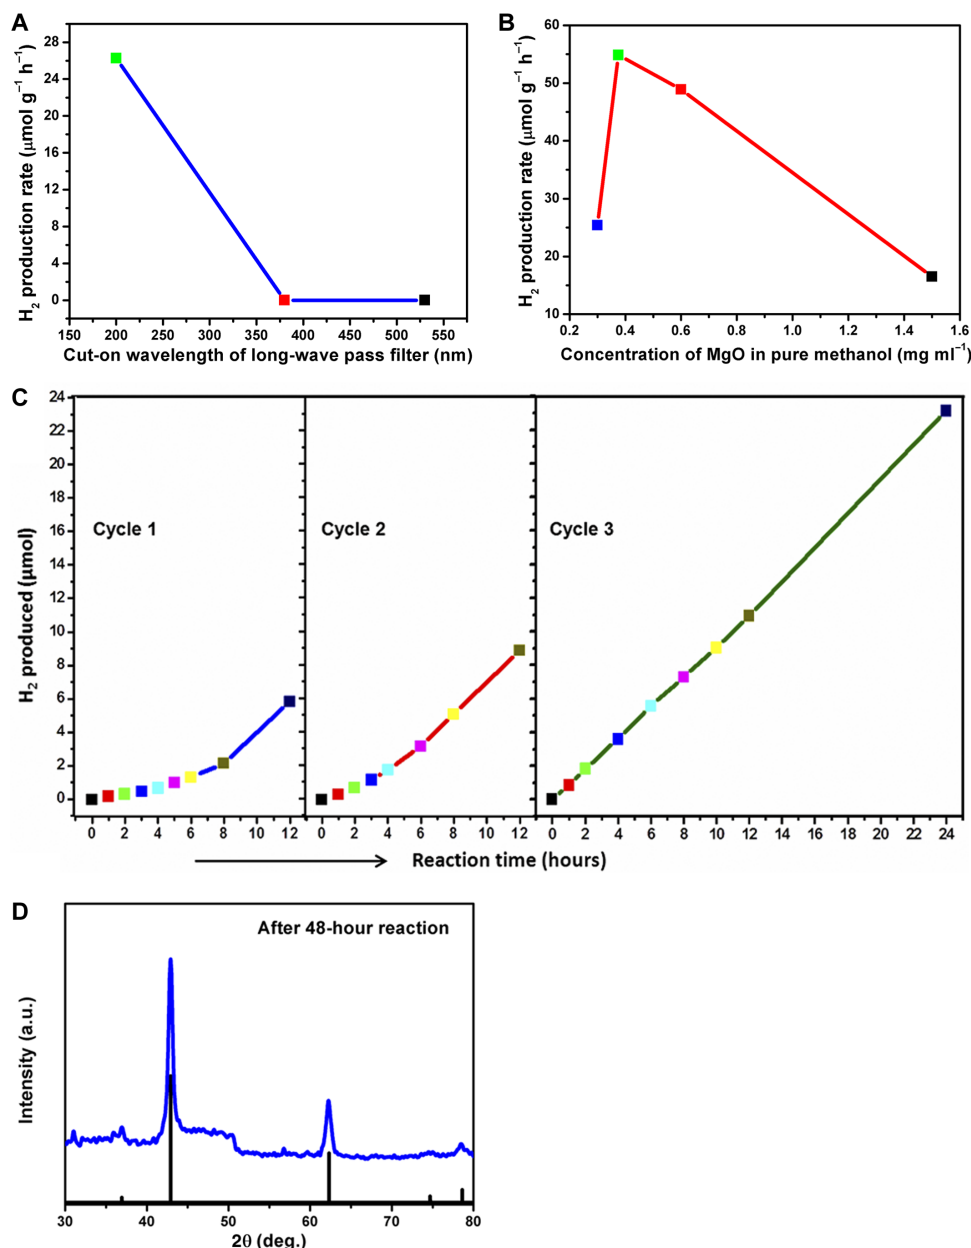 A
H₂ production rate (μmol g⁻¹ h⁻¹)
28
24
20
16
12
8
4
0
150 200 250 300 350 400 450 500 550
Cut-on wavelength of long-wave pass filter (nm)
B
H₂ production rate (μmol g⁻¹ h⁻¹)
60
50
40
30
20
10
0.2 0.4 0.6 0.8 1.0 1.2 1.4 1.6
Concentration of MgO in pure methanol (mg ml⁻¹)
C
H₂ produced (μmol)
24
22
20
18
16
14
12
10
8
6
4
2
0
Cycle 1 Cycle 2 Cycle 3
0 2 4 6 8 10 12 0 2 4 6 8 10 12 0 2 4 6 8 10 12 14 16 18 20 22 24
Reaction time (hours)
D
After 48-hour reaction
Intensity (a.u.)
30 40 50 60 70 80
2θ (deg.)